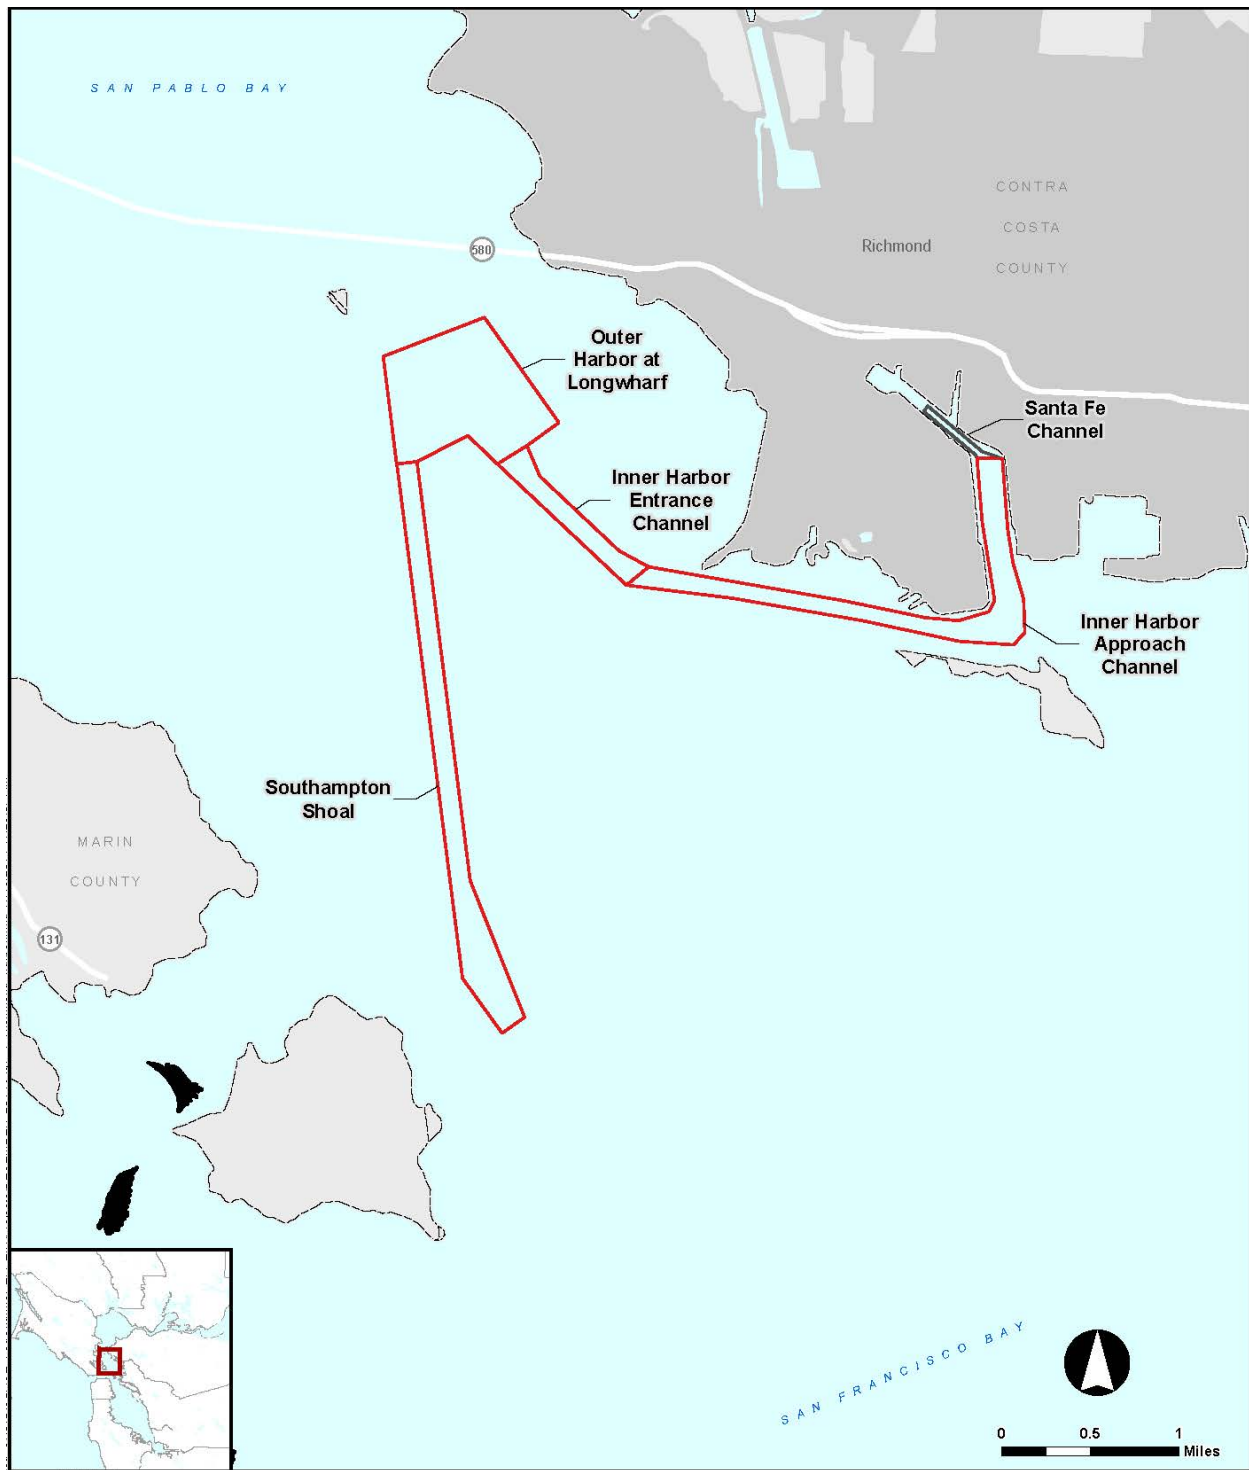 SAN PABLO BAY
CONTRA
COSTA
COUNTY
Richmond
580
Outer
Harbor at
Longwharf
Santa Fe
Channel
Inner Harbor
Entrance
Channel
Inner Harbor
Approach
Channel
Southampton
Shoal
MARIN
COUNTY
131
SAN FRANCISCO BAY
0 0.5 1
Miles